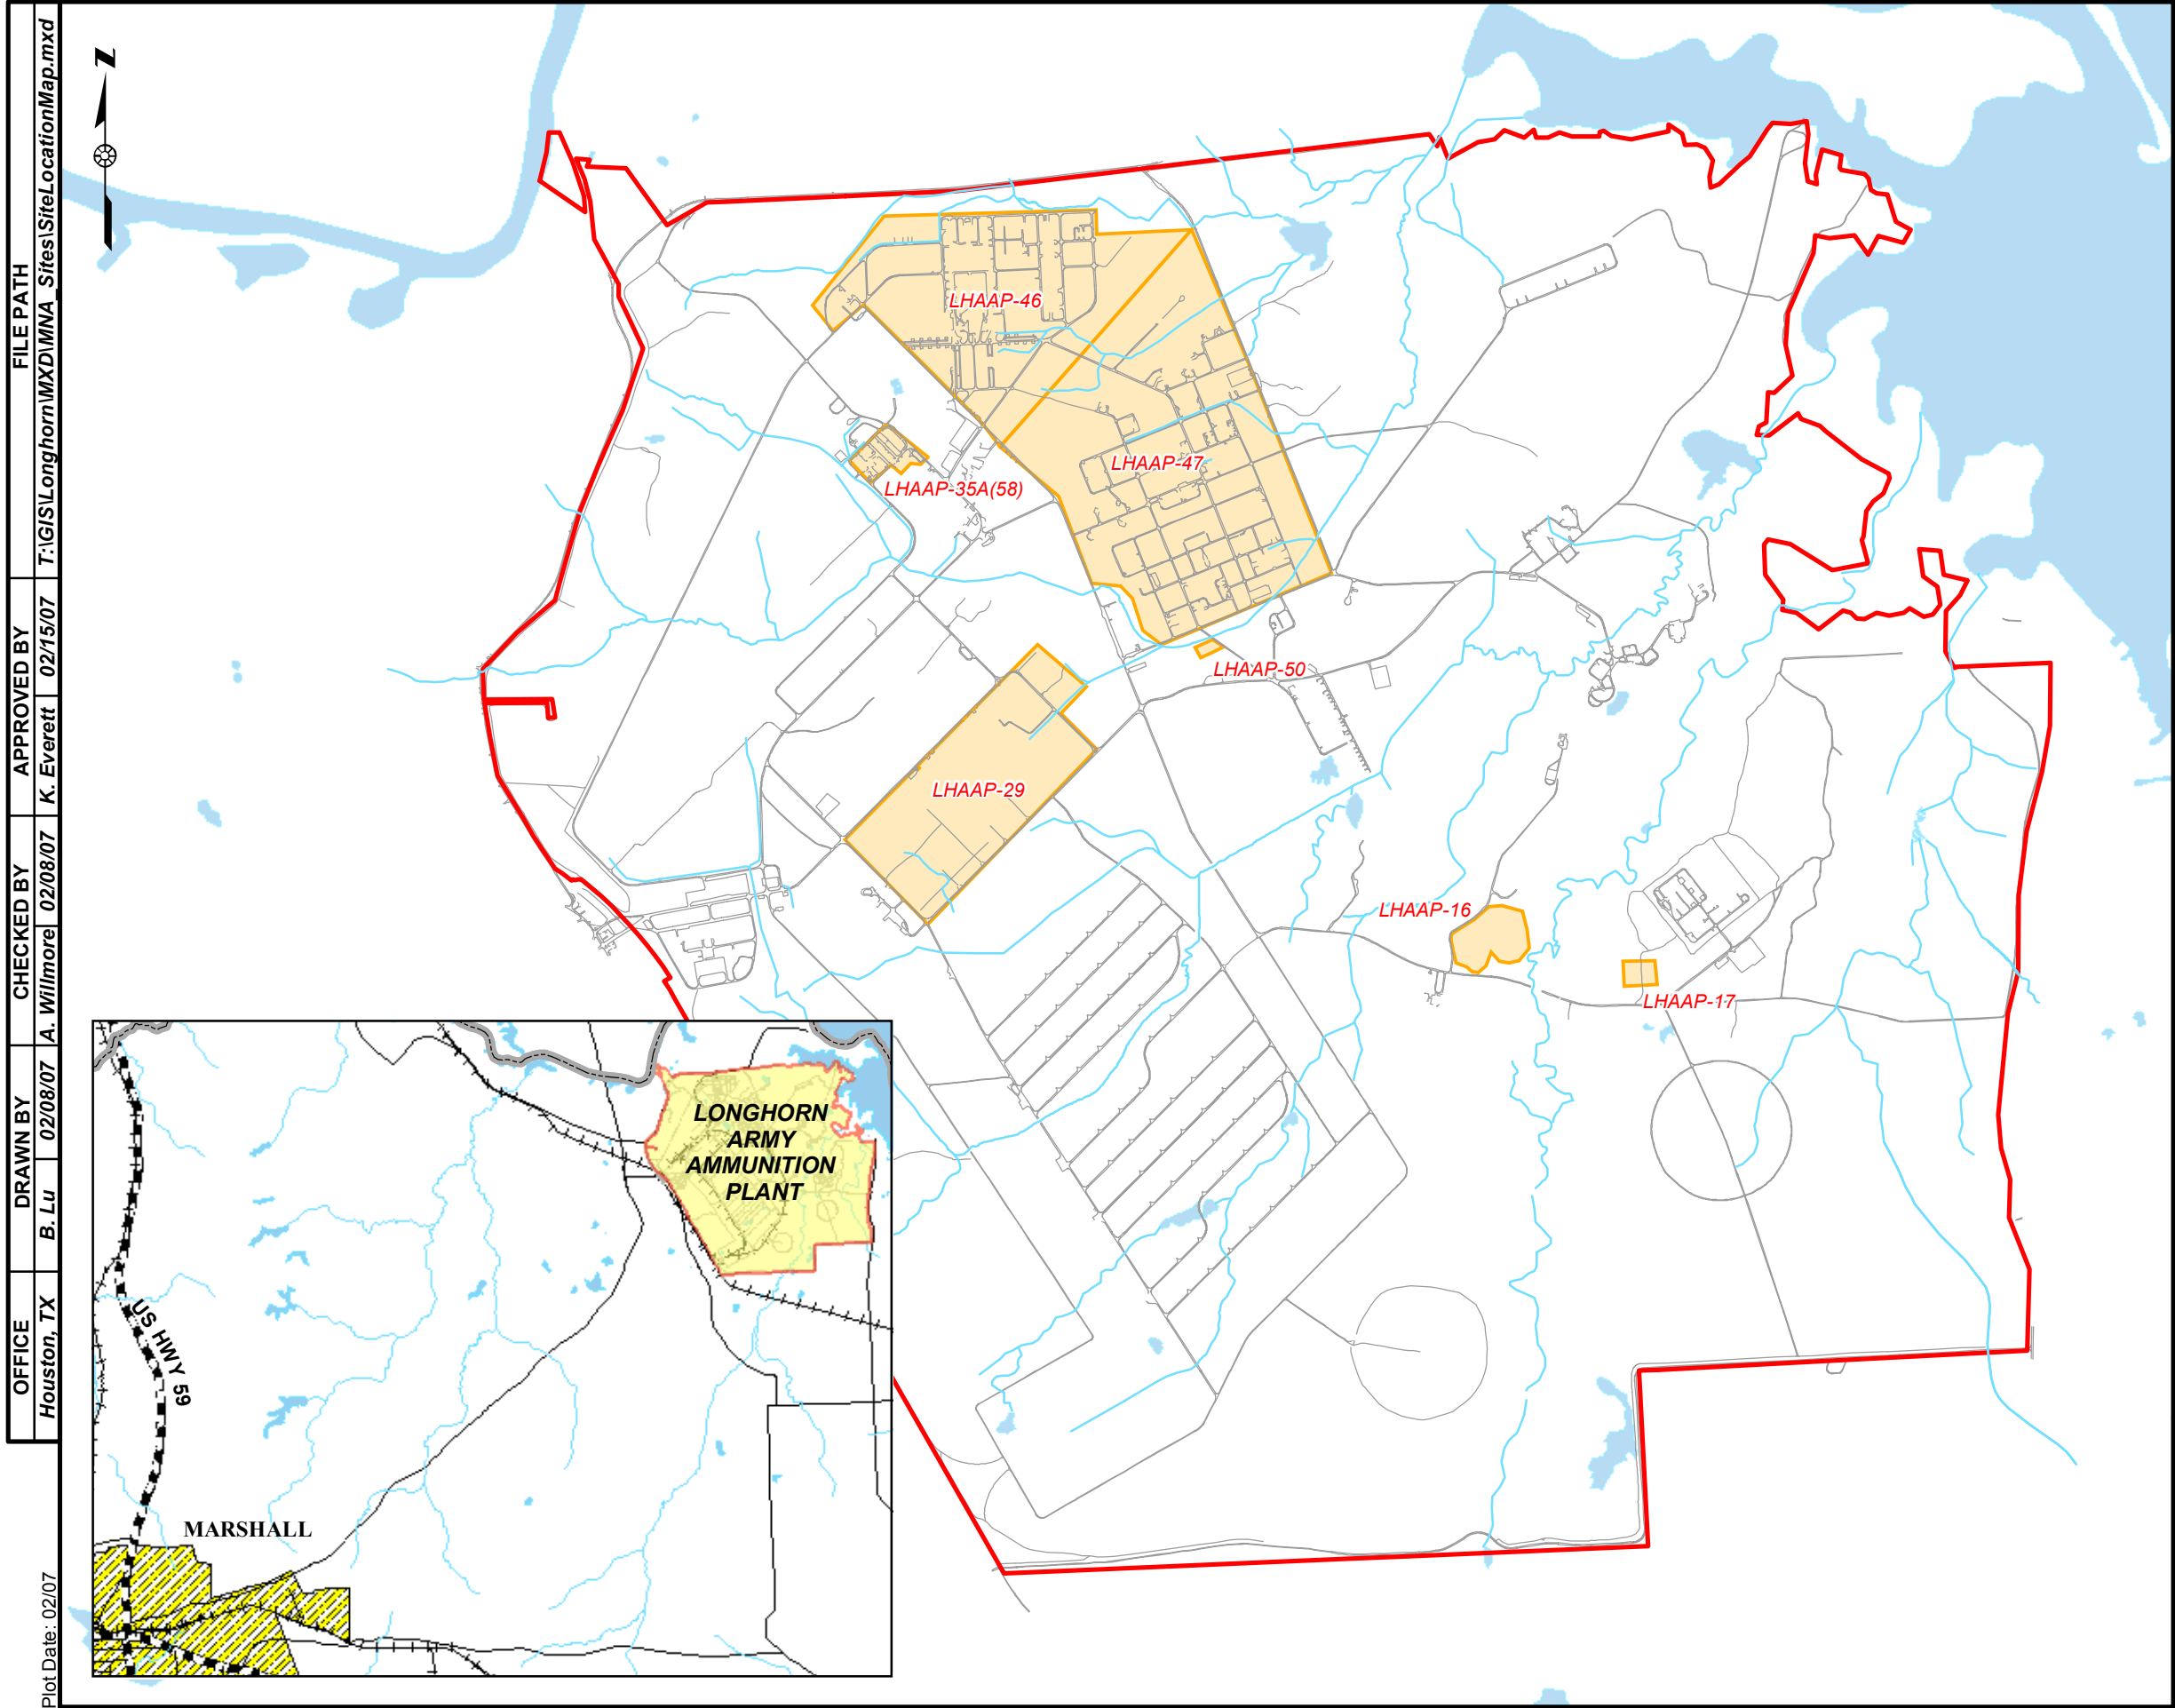 FILE PATH
T:\GIS\Longhorn\MXD\MNA_Sites\SiteLocationMap.mxd
APPROVED BY
K. Everett
02/15/07
CHECKED BY
A. Wilmore
02/08/07
DRAWN BY
B. Lu
02/08/07
OFFICE
Houston, TX
Plot Date: 02/07
N
LHAAP-46
LHAAP-47
LHAAP-35A(58)
LHAAP-50
LHAAP-29
LHAAP-16
LHAAP-17
LONGHORN
ARMY
AMMUNITION
PLANT
US HWY 59
MARSHALL